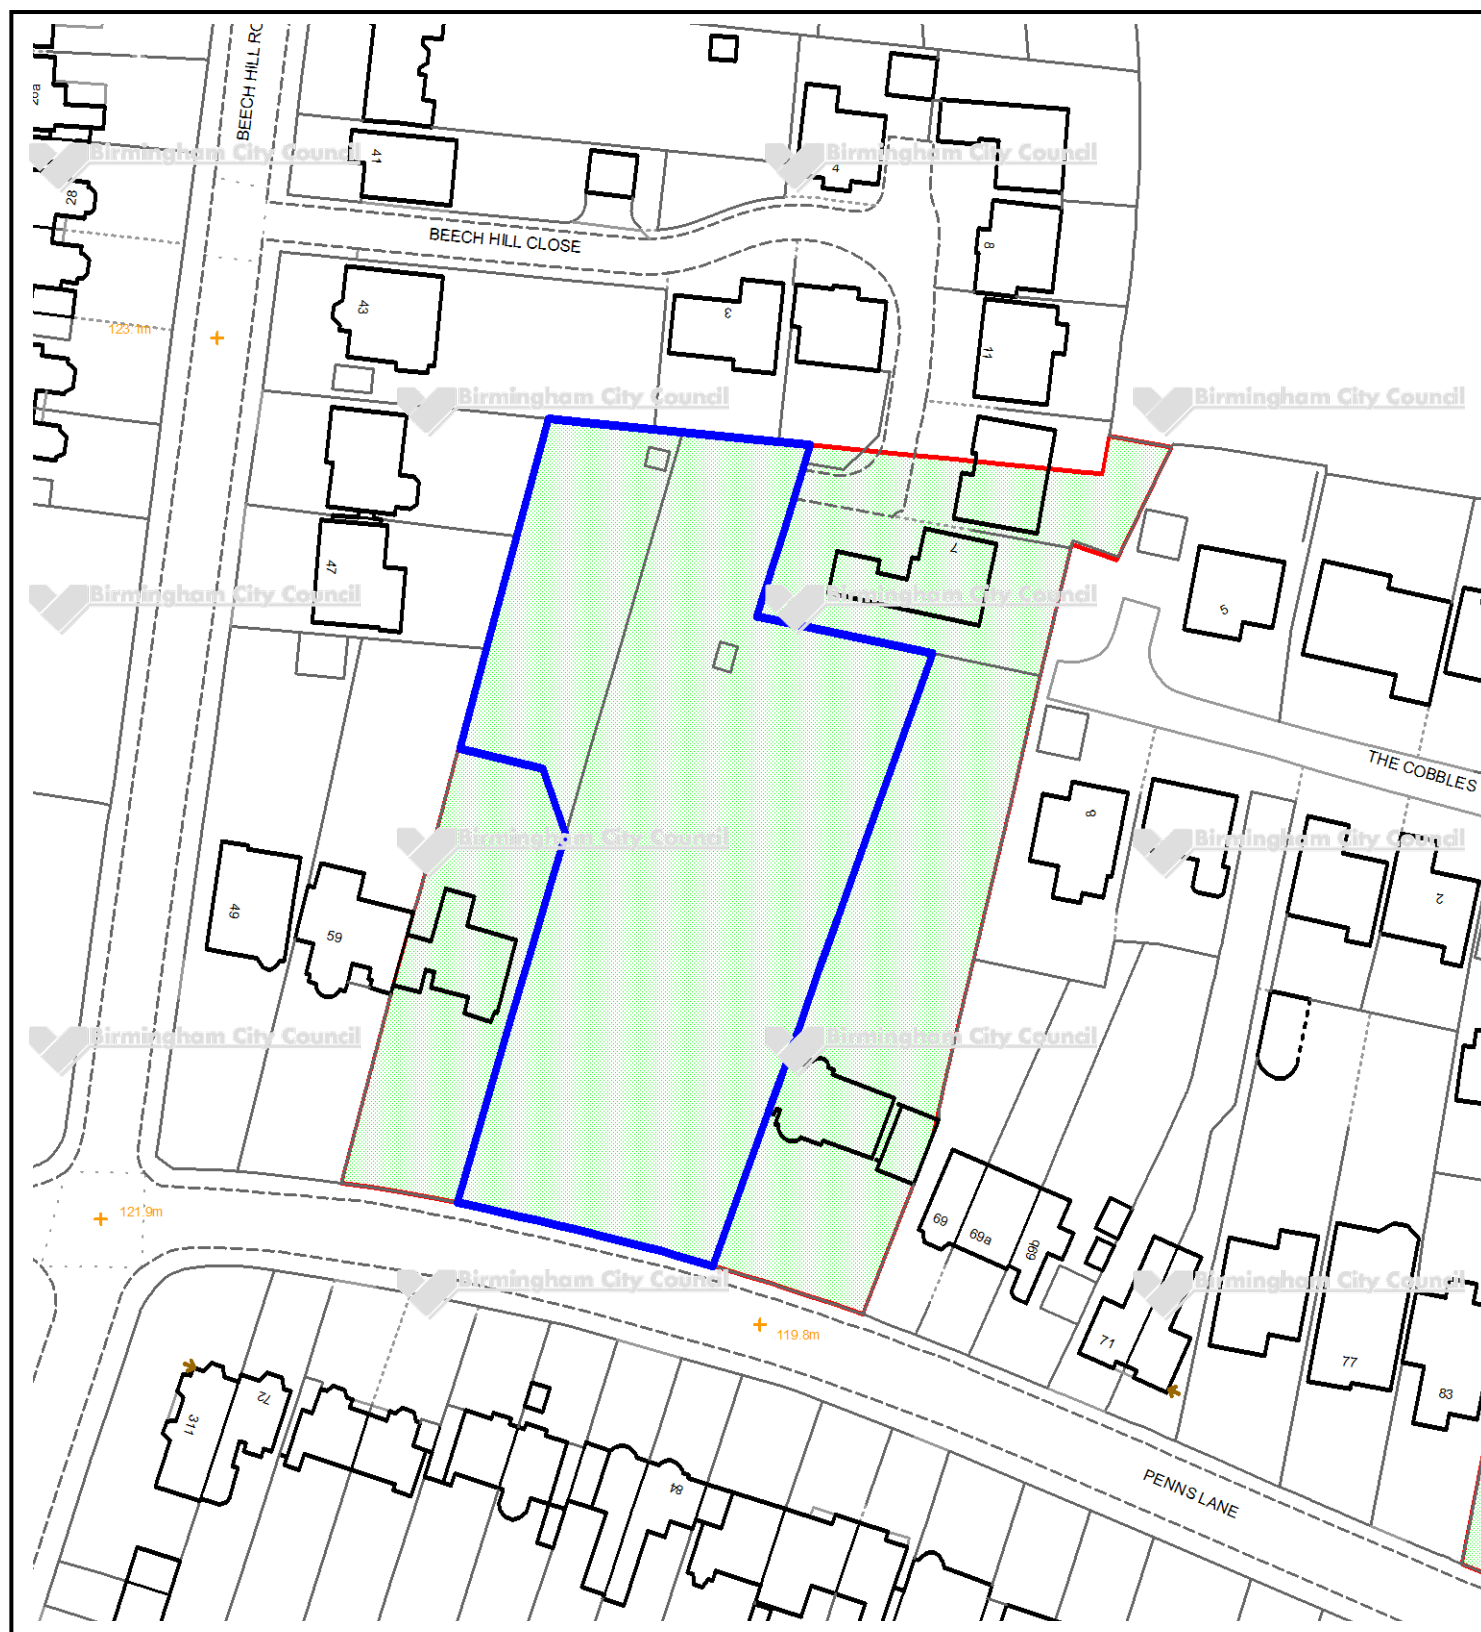 BEECH HILL RO
Birmingham City Council
Birmingham City Council
41
4
28
8
BEECH HILL CLOSE
43
3
123.1m
11
Birmingham City Council
Birmingham City Council
47
7
Birmingham City Council
Birmingham City Council
5
THE COBBLES
8
Birmingham City Council
Birmingham City Council
2
49
59
Birmingham City Council
Birmingham City Council
121.9m
69
69a
69b
Birmingham City Council
Birmingham City Council
119.8m
71
77
83
72
311
84
PENNS LANE